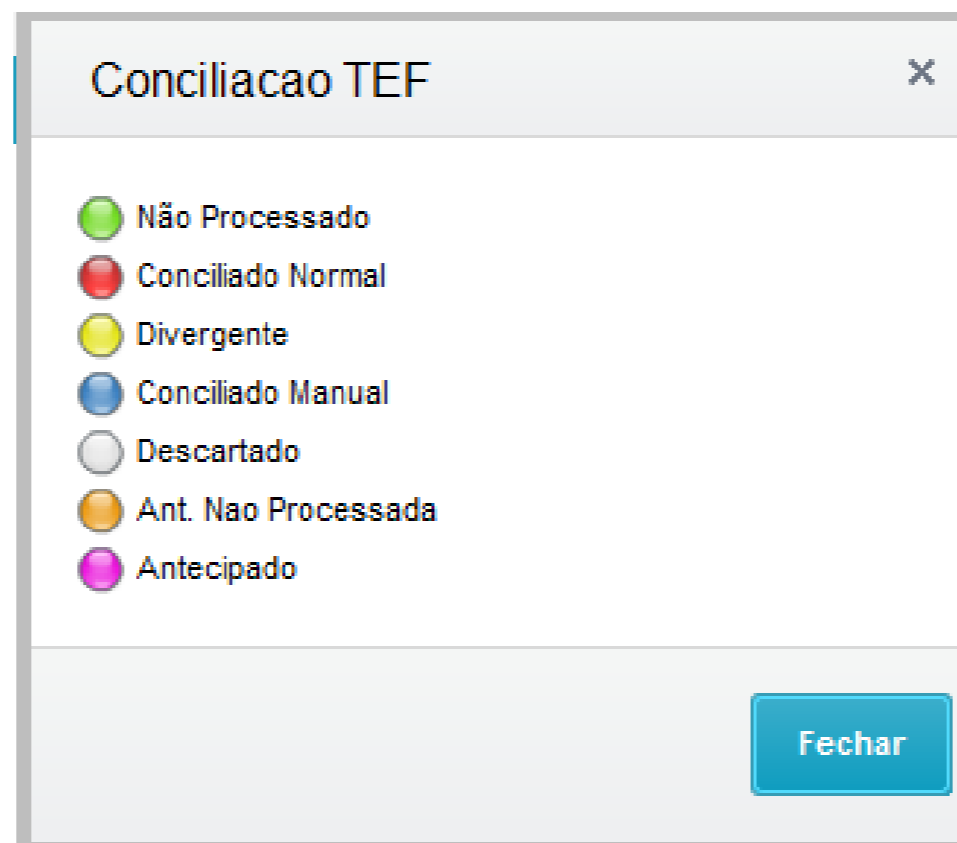 Conciliacao TEF
Não Processado
Conciliado Normal
Divergente
Conciliado Manual
Descartado
Ant. Nao Processada
Antecipado
Fechar